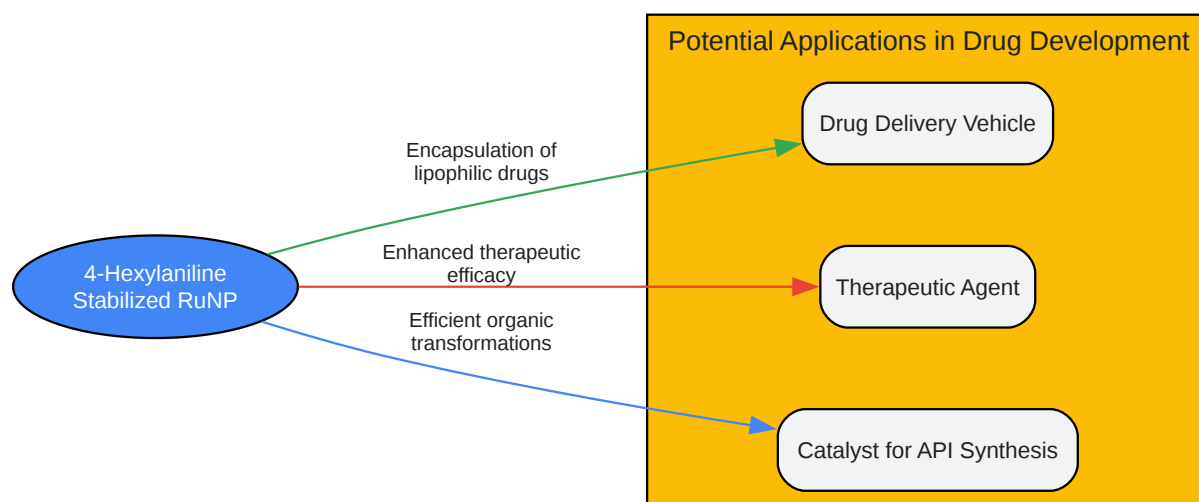 Potential Applications in Drug Development
Drug Delivery Vehicle
Encapsulation of
lipophilic drugs
Enhanced therapeutic
efficacy
4-Hexylaniline
Stabilized RuNP
Therapeutic Agent
Efficient organic
transformations
Catalyst for API Synthesis